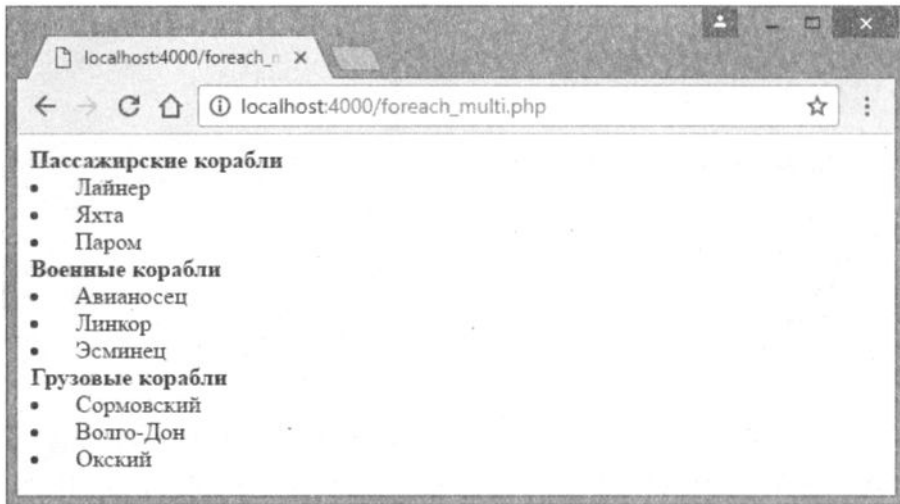 localhost:4000/foreach_
localhost:4000/foreach_multi.php
Пассажирские корабли
• Лайнер
• Яхта
• Паром
Военные корабли
• Авианосец
• Линкор
• Эсминец
Грузовые корабли
• Сормовский
• Волго-Дон
• Окский